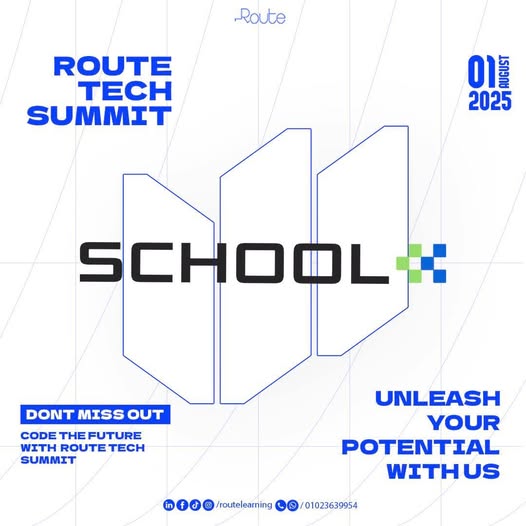 Route
ROUTE
TECH
SUMMIT
01 AUGUST
2025
SCHOOL
DONT MISS OUT
CODE THE FUTURE
WITH ROUTE TECH
SUMMIT
UNLEASH
YOUR
POTENTIAL
WITH US
/routelearning / 01023639954